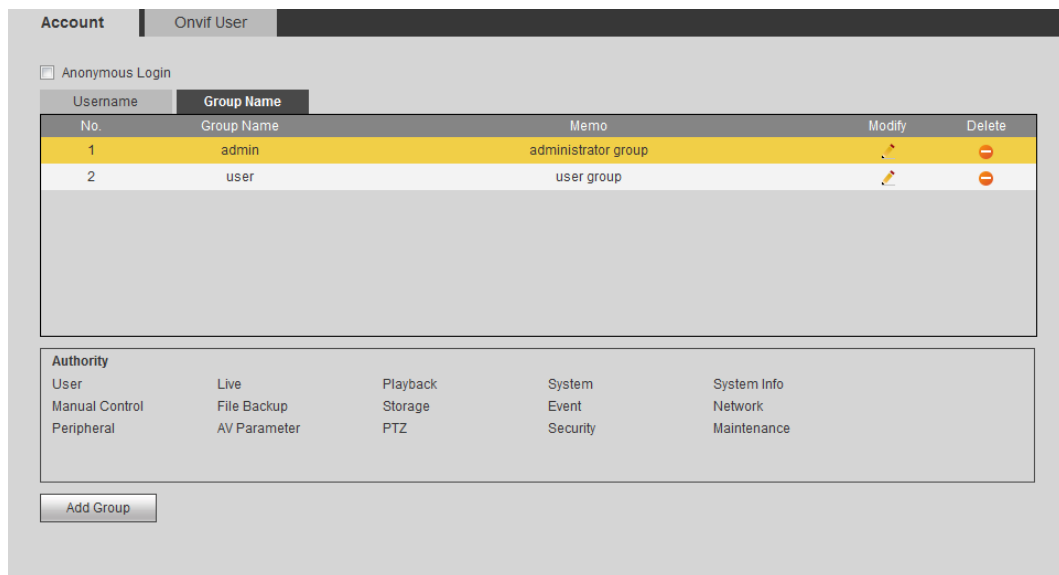 Account Onvif User
Anonymous Login
Username Group Name
No. Group Name Memo Modify Delete
1 admin administrator group
2 user user group
Authority
User Live Playback System System Info
Manual Control File Backup Storage Event Network
Peripheral AV Parameter PTZ Security Maintenance
Add Group